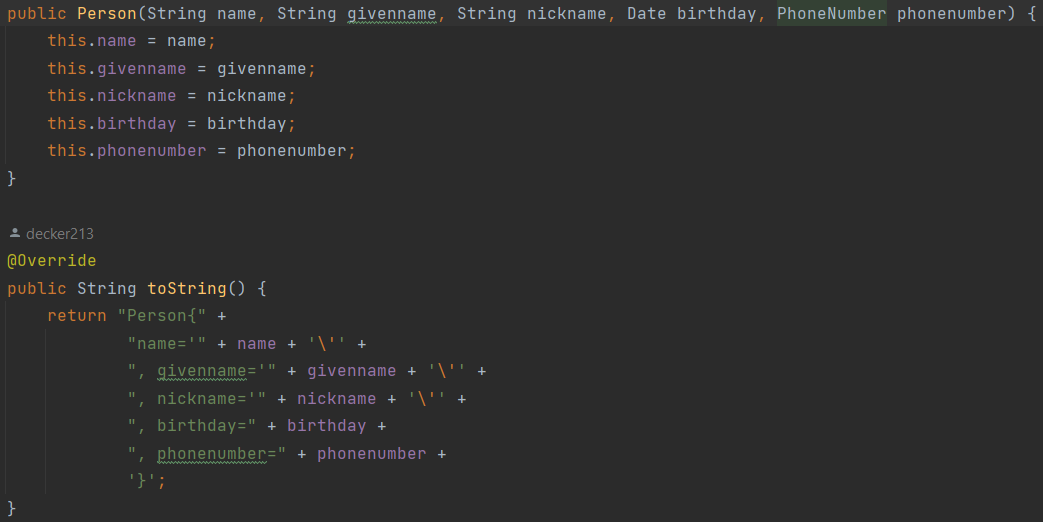 public Person(String name, String givenname, String nickname, Date birthday, PhoneNumber phonenumber) {
this.name = name;
this.givenname = givenname;
this.nickname = nickname;
this.birthday = birthday;
this.phonenumber = phonenumber;
}
decker213
@Override
public String toString() {
return "Person{" +
"name='" + name + '\'' +
", givenname='" + givenname + '\'' +
", nickname='" + nickname + '\'' +
", birthday=" + birthday +
", phonenumber=" + phonenumber +
'}';
}